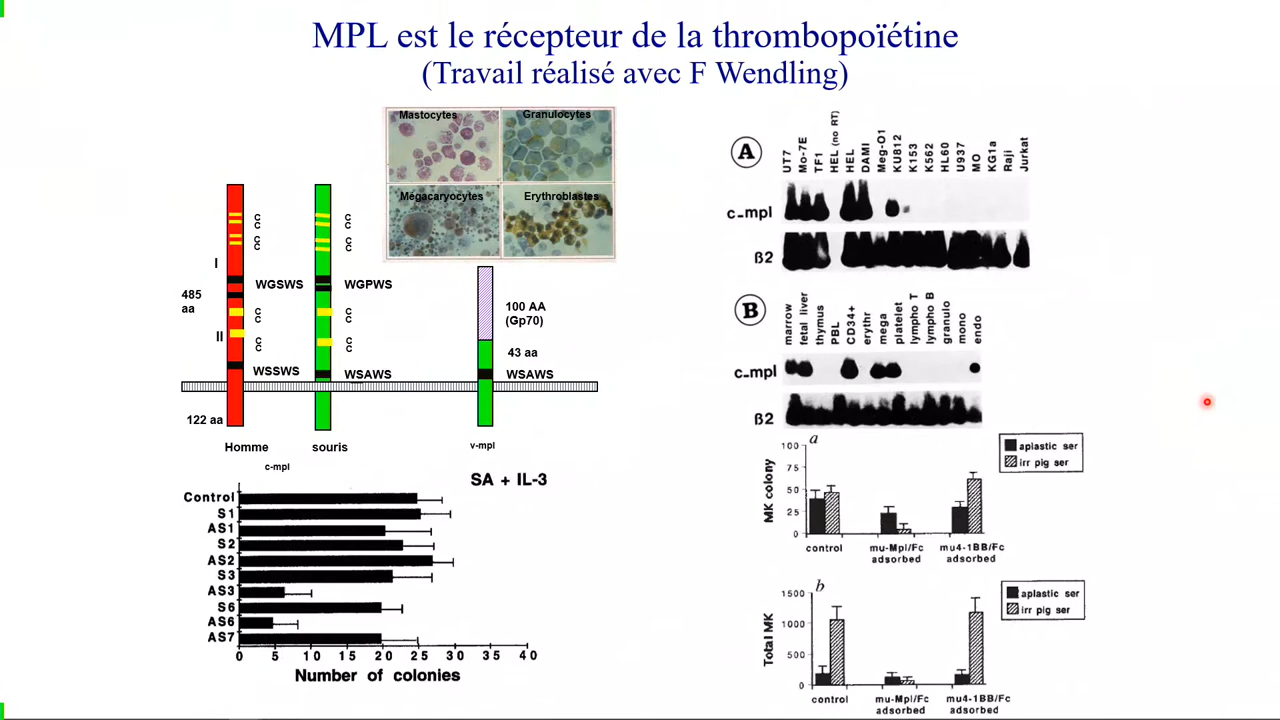 MPL est le récepteur de la thrombopoïétine
(Travail réalisé avec F Wendling)
Mastocytes
Granulocytes
Mégacaryocytes
Erythroblastes
C
C
C
C
I
WGSWS
485
aa
C
C
II
C
C
WSSWS
122 aa
Homme
C
C
C
C
WGPWS
C
C
C
C
WSAWS
souris
c-mpl
100 AA
(Gp70)
43 aa
WSAWS
v-mpl
SA + IL-3
Control
S1
AS1
S2
AS2
S3
AS3
S6
AS6
AS7
0 5 10 15 20 25 30 35 40
Number of colonies
A
UT7
Mo-7E
TF1
HEL (no RT)
HEL
DAMI
Meg-O1
KU812
K153
K562
HL60
U937
MO
KG1a
Raji
Jurkat
c-mpl
ß2
B
marrow
fetal liver
thymus
PBL
CD34+
erythr
mega
platelet
lympho T
lympho B
granulo
mono
endo
c-mpl
ß2
a
aplastic ser
irr pig ser
MK colony
100
75
50
25
0
control
mu-Mpl/Fc
adsorbed
mu4-1BB/Fc
adsorbed
b
aplastic ser
irr pig ser
Total MK
1500
1000
500
0
control
mu-Mpl/Fc
adsorbed
mu4-1BB/Fc
adsorbed